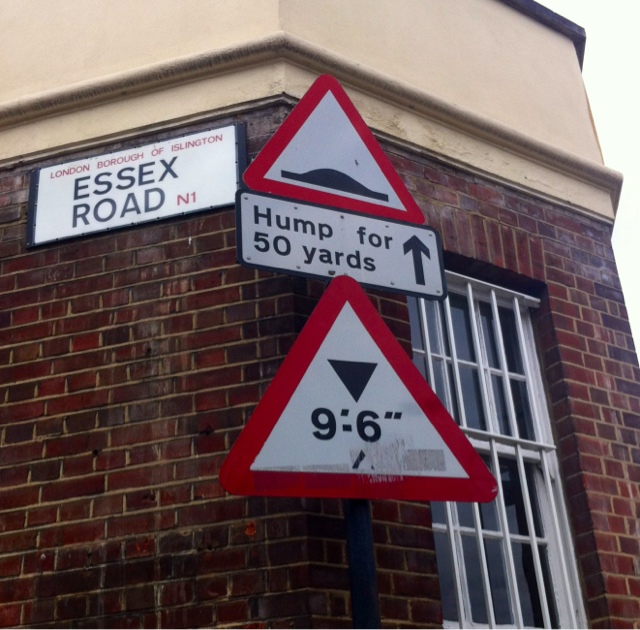 LONDON BOROUGH OF ISLINGTON
ESSEX
ROAD N1
Hump for
50 yards
9'-6"